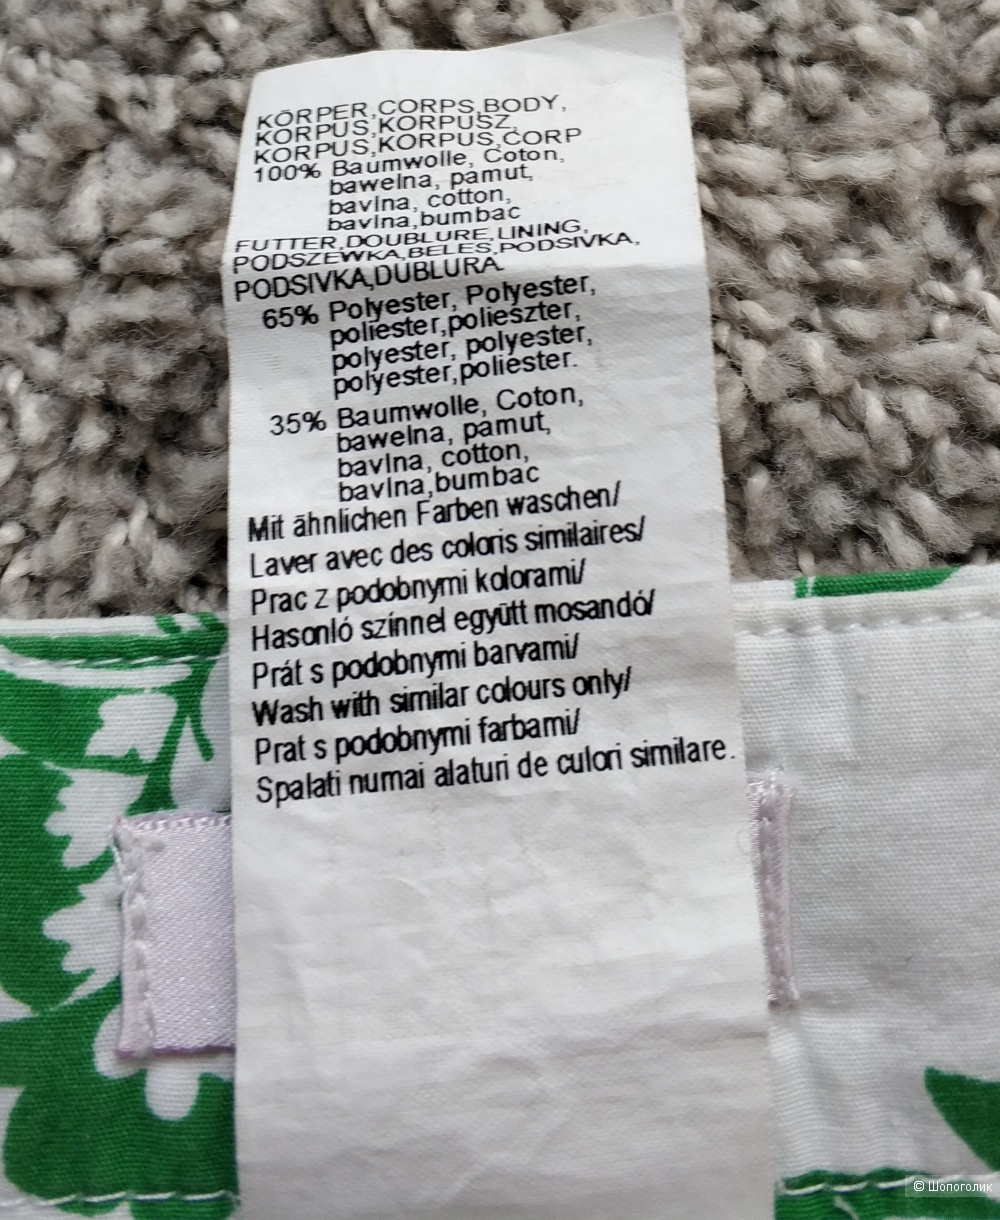 KÖRPER,CORPS,BODY,
KORPUS,KORPUSZ,
KORPUS,KORPUS,CORP
100% Baumwolle, Coton,
bawelna, pamut,
bavlna, cotton,
bavlna,bumbac
FUTTER,DOUBLURE,LINING,
PODSZEWKA,BELES,PODSIVKA,
PODSIVKA,DUBLURA
65% Polyester, Polyester,
poliester,polieszter,
polyester, polyester,
polyester,poliester.
35% Baumwolle, Coton,
bawelna, pamut,
bavlna, cotton,
bavlna,bumbac
Mit ähnlichen Farben waschen/
Laver avec des coloris similaires/
Prac z podobnymi kolorami/
Hasonló színnel együtt mosandó/
Prát s podobnymi barvami/
Wash with similar colours only/
Prat s podobnymi farbami/
Spalati numai alaturi de culori similare.
© Шопоголик